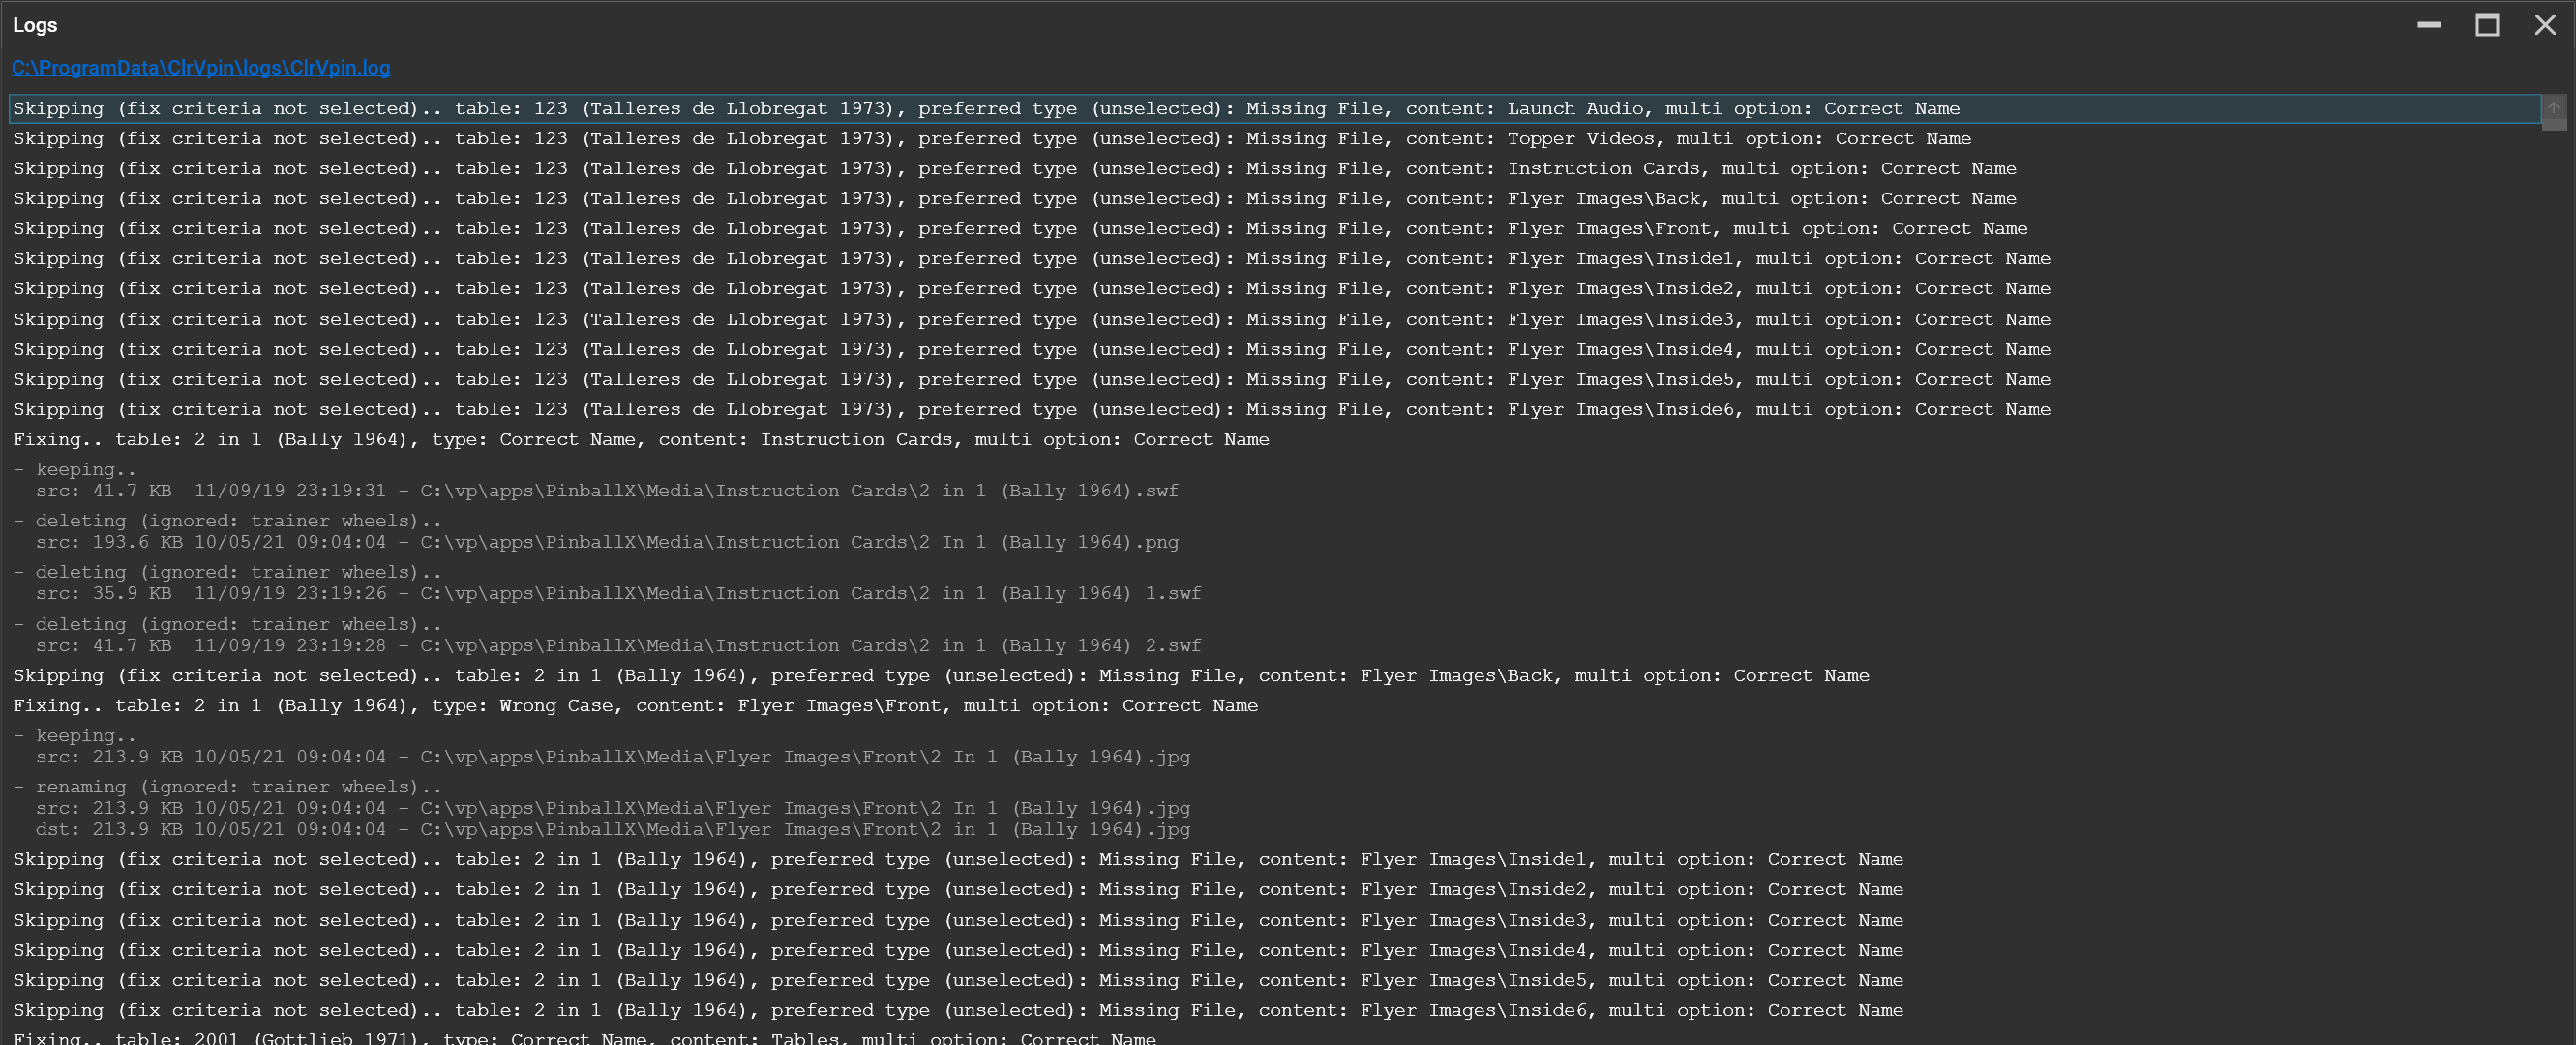 Logs
C:\ProgramData\ClrVpin\logs\ClrVpin.log
Skipping (fix criteria not selected).. table: 123 (Talleres de Llobregat 1973), preferred type (unselected): Missing File, content: Launch Audio, multi option: Correct Name
Skipping (fix criteria not selected).. table: 123 (Talleres de Llobregat 1973), preferred type (unselected): Missing File, content: Topper Videos, multi option: Correct Name
Skipping (fix criteria not selected).. table: 123 (Talleres de Llobregat 1973), preferred type (unselected): Missing File, content: Instruction Cards, multi option: Correct Name
Skipping (fix criteria not selected).. table: 123 (Talleres de Llobregat 1973), preferred type (unselected): Missing File, content: Flyer Images\Back, multi option: Correct Name
Skipping (fix criteria not selected).. table: 123 (Talleres de Llobregat 1973), preferred type (unselected): Missing File, content: Flyer Images\Front, multi option: Correct Name
Skipping (fix criteria not selected).. table: 123 (Talleres de Llobregat 1973), preferred type (unselected): Missing File, content: Flyer Images\Inside1, multi option: Correct Name
Skipping (fix criteria not selected).. table: 123 (Talleres de Llobregat 1973), preferred type (unselected): Missing File, content: Flyer Images\Inside2, multi option: Correct Name
Skipping (fix criteria not selected).. table: 123 (Talleres de Llobregat 1973), preferred type (unselected): Missing File, content: Flyer Images\Inside3, multi option: Correct Name
Skipping (fix criteria not selected).. table: 123 (Talleres de Llobregat 1973), preferred type (unselected): Missing File, content: Flyer Images\Inside4, multi option: Correct Name
Skipping (fix criteria not selected).. table: 123 (Talleres de Llobregat 1973), preferred type (unselected): Missing File, content: Flyer Images\Inside5, multi option: Correct Name
Skipping (fix criteria not selected).. table: 123 (Talleres de Llobregat 1973), preferred type (unselected): Missing File, content: Flyer Images\Inside6, multi option: Correct Name
Fixing.. table: 2 in 1 (Bally 1964), type: Correct Name, content: Instruction Cards, multi option: Correct Name
- keeping..
src: 41.7 KB  11/09/19 23:19:31 - C:\vp\apps\PinballX\Media\Instruction Cards\2 in 1 (Bally 1964).swf
- deleting (ignored: trainer wheels)..
src: 193.6 KB 10/05/21 09:04:04 - C:\vp\apps\PinballX\Media\Instruction Cards\2 In 1 (Bally 1964).png
- deleting (ignored: trainer wheels)..
src: 35.9 KB  11/09/19 23:19:26 - C:\vp\apps\PinballX\Media\Instruction Cards\2 in 1 (Bally 1964) 1.swf
- deleting (ignored: trainer wheels)..
src: 41.7 KB  11/09/19 23:19:28 - C:\vp\apps\PinballX\Media\Instruction Cards\2 in 1 (Bally 1964) 2.swf
Skipping (fix criteria not selected).. table: 2 in 1 (Bally 1964), preferred type (unselected): Missing File, content: Flyer Images\Back, multi option: Correct Name
Fixing.. table: 2 in 1 (Bally 1964), type: Wrong Case, content: Flyer Images\Front, multi option: Correct Name
- keeping..
src: 213.9 KB 10/05/21 09:04:04 - C:\vp\apps\PinballX\Media\Flyer Images\Front\2 In 1 (Bally 1964).jpg
- renaming (ignored: trainer wheels)..
src: 213.9 KB 10/05/21 09:04:04 - C:\vp\apps\PinballX\Media\Flyer Images\Front\2 In 1 (Bally 1964).jpg
dst: 213.9 KB 10/05/21 09:04:04 - C:\vp\apps\PinballX\Media\Flyer Images\Front\2 in 1 (Bally 1964).jpg
Skipping (fix criteria not selected).. table: 2 in 1 (Bally 1964), preferred type (unselected): Missing File, content: Flyer Images\Inside1, multi option: Correct Name
Skipping (fix criteria not selected).. table: 2 in 1 (Bally 1964), preferred type (unselected): Missing File, content: Flyer Images\Inside2, multi option: Correct Name
Skipping (fix criteria not selected).. table: 2 in 1 (Bally 1964), preferred type (unselected): Missing File, content: Flyer Images\Inside3, multi option: Correct Name
Skipping (fix criteria not selected).. table: 2 in 1 (Bally 1964), preferred type (unselected): Missing File, content: Flyer Images\Inside4, multi option: Correct Name
Skipping (fix criteria not selected).. table: 2 in 1 (Bally 1964), preferred type (unselected): Missing File, content: Flyer Images\Inside5, multi option: Correct Name
Skipping (fix criteria not selected).. table: 2 in 1 (Bally 1964), preferred type (unselected): Missing File, content: Flyer Images\Inside6, multi option: Correct Name
Fixing.. table: 2001 (Gottlieb 1971), type: Correct Name, content: Tables, multi option: Correct Name